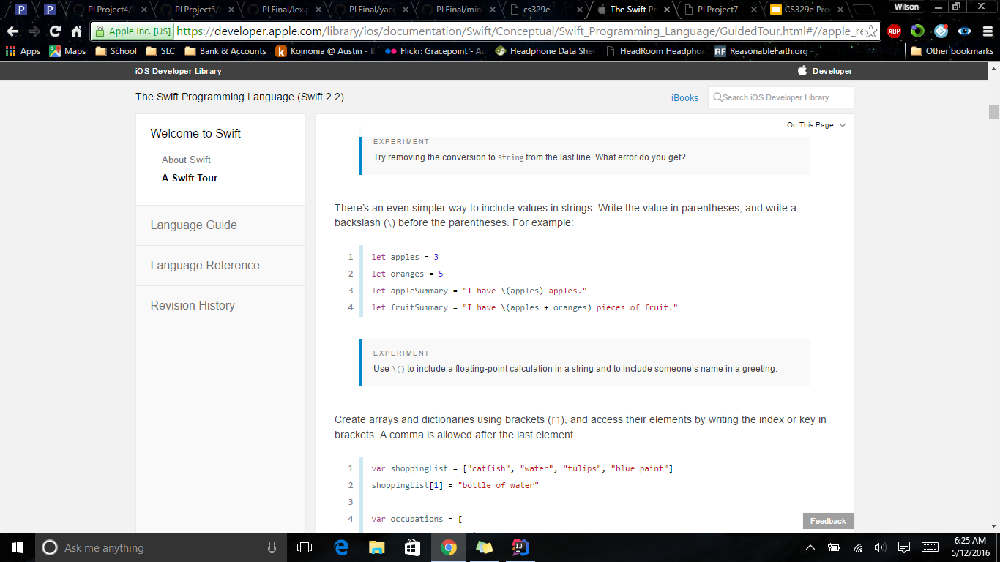 P P PLProject4/ PLProject5/ PLFinal/lex. PLFinal/yacc PLFinal/min cs329e The Swift Pr PLProject7 CS329e Pro Wilson
Apple Inc. [US] https://developer.apple.com/library/ios/documentation/Swift/Conceptual/Swift_Programming_Language/GuidedTour.html#//apple_re ABP
Apps Maps School SLC Bank & Accounts k Koinonia @ Austin - Flickr: Gracepoint - Au Headphone Data She HeadRoom Headphon RF ReasonableFaith.org - Other bookmarks
iOS Developer Library Developer
The Swift Programming Language (Swift 2.2) iBooks Search iOS Developer Library
On This Page
Welcome to Swift
About Swift
A Swift Tour
Language Guide
Language Reference
Revision History
EXPERIMENT
Try removing the conversion to String from the last line. What error do you get?
There's an even simpler way to include values in strings: Write the value in parentheses, and write a
backslash (\) before the parentheses. For example:
1 let apples = 3
2 let oranges = 5
3 let appleSummary = "I have \(apples) apples."
4 let fruitSummary = "I have \(apples + oranges) pieces of fruit."
EXPERIMENT
Use \() to include a floating-point calculation in a string and to include someone's name in a greeting.
Create arrays and dictionaries using brackets ([]), and access their elements by writing the index or key in
brackets. A comma is allowed after the last element.
1 var shoppingList = ["catfish", "water", "tulips", "blue paint"]
2 shoppingList[1] = "bottle of water"
3
4 var occupations = [
Feedback
Ask me anything IJ 6:25 AM
5/12/2016